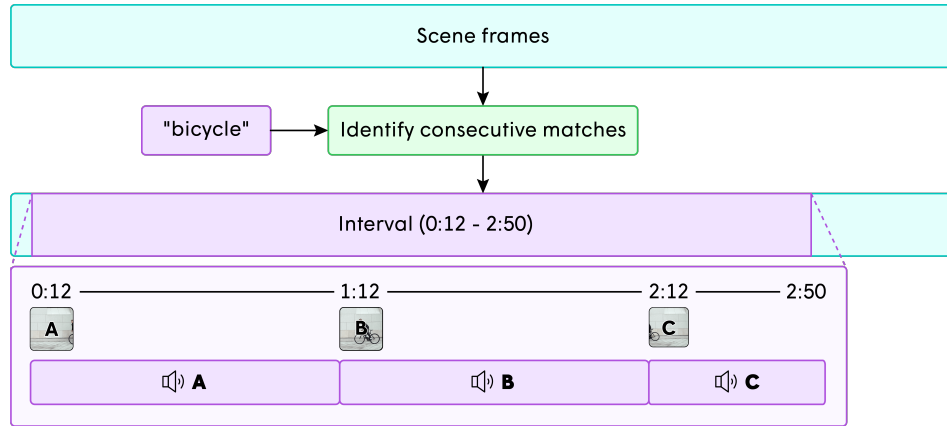 Scene frames
"bicycle"
Identify consecutive matches
Interval (0:12 - 2:50)
0:12 1:12 2:12 2:50
A B C
A B C